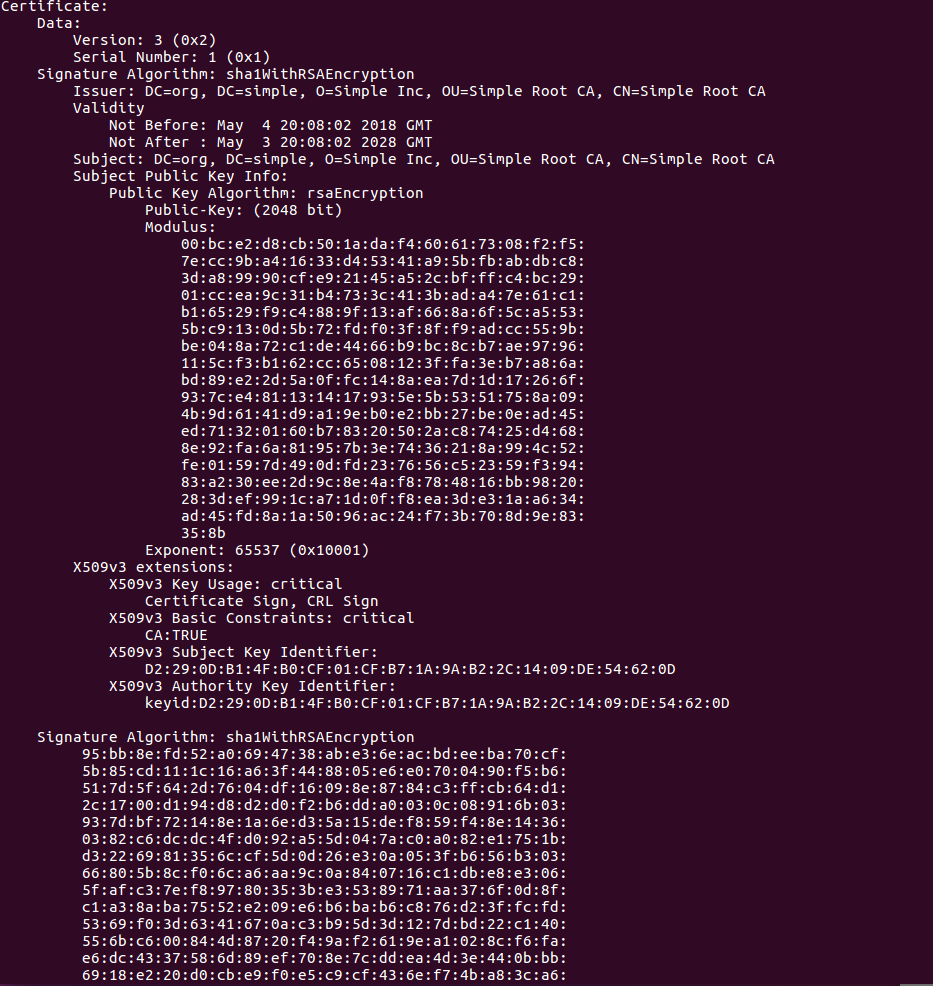 Certificate:
    Data:
        Version: 3 (0x2)
        Serial Number: 1 (0x1)
    Signature Algorithm: sha1WithRSAEncryption
        Issuer: DC=org, DC=simple, O=Simple Inc, OU=Simple Root CA, CN=Simple Root CA
        Validity
            Not Before: May  4 20:08:02 2018 GMT
            Not After : May  3 20:08:02 2028 GMT
        Subject: DC=org, DC=simple, O=Simple Inc, OU=Simple Root CA, CN=Simple Root CA
        Subject Public Key Info:
            Public Key Algorithm: rsaEncryption
                Public-Key: (2048 bit)
                Modulus:
                    00:bc:e2:d8:cb:50:1a:da:f4:60:61:73:08:f2:f5:
                    7e:cc:9b:a4:16:33:d4:53:41:a9:5b:fb:ab:db:c8:
                    3d:a8:99:90:cf:e9:21:45:a5:2c:bf:ff:c4:bc:29:
                    01:cc:ea:9c:31:b4:73:3c:41:3b:ad:a4:7e:61:c1:
                    b1:65:29:f9:c4:88:9f:13:af:66:8a:6f:5c:a5:53:
                    5b:c9:13:0d:5b:72:fd:f0:3f:8f:f9:ad:cc:55:9b:
                    be:04:8a:72:c1:de:44:66:b9:bc:8c:b7:ae:97:96:
                    11:5c:f3:b1:62:cc:65:08:12:3f:fa:3e:b7:a8:6a:
                    bd:89:e2:2d:5a:0f:fc:14:8a:ea:7d:1d:17:26:6f:
                    93:7c:e4:81:13:14:17:93:5e:5b:53:51:75:8a:09:
                    4b:9d:61:41:d9:a1:9e:b0:e2:bb:27:be:0e:ad:45:
                    ed:71:32:01:60:b7:83:20:50:2a:c8:74:25:d4:68:
                    8e:92:fa:6a:81:95:7b:3e:74:36:21:8a:99:4c:52:
                    fe:01:59:7d:49:0d:fd:23:76:56:c5:23:59:f3:94:
                    83:a2:30:ee:2d:9c:8e:4a:f8:78:48:16:bb:98:20:
                    28:3d:ef:99:1c:a7:1d:0f:f8:ea:3d:e3:1a:a6:34:
                    ad:45:fd:8a:1a:50:96:ac:24:f7:3b:70:8d:9e:83:
                    35:8b
                Exponent: 65537 (0x10001)
        X509v3 extensions:
            X509v3 Key Usage: critical
                Certificate Sign, CRL Sign
            X509v3 Basic Constraints: critical
                CA:TRUE
            X509v3 Subject Key Identifier:
                D2:29:0D:B1:4F:B0:CF:01:CF:B7:1A:9A:B2:2C:14:09:DE:54:62:0D
            X509v3 Authority Key Identifier:
                keyid:D2:29:0D:B1:4F:B0:CF:01:CF:B7:1A:9A:B2:2C:14:09:DE:54:62:0D

    Signature Algorithm: sha1WithRSAEncryption
         95:bb:8e:fd:52:a0:69:47:38:ab:e3:6e:ac:bd:ee:ba:70:cf:
         5b:85:cd:11:1c:16:a6:3f:44:88:05:e6:e0:70:04:90:f5:b6:
         51:7d:5f:64:2d:76:04:df:16:09:8e:87:84:c3:ff:cb:64:d1:
         2c:17:00:d1:94:d8:d2:d0:f2:b6:dd:a0:03:0c:08:91:6b:03:
         93:7d:bf:72:14:8e:1a:6e:d3:5a:15:de:f8:59:f4:8e:14:36:
         03:82:c6:dc:dc:4f:d0:92:a5:5d:04:7a:c0:a0:82:e1:75:1b:
         d3:22:69:81:35:6c:cf:5d:0d:26:e3:0a:05:3f:b6:56:b3:03:
         66:80:5b:8c:f0:6c:a6:aa:9c:0a:84:07:16:c1:db:e8:e3:06:
         5f:af:c3:7e:f8:97:80:35:3b:e3:53:89:71:aa:37:6f:0d:8f:
         c1:a3:8a:ba:75:52:e2:09:e6:b6:ba:b6:c8:76:d2:3f:fc:fd:
         53:69:f0:3d:63:41:67:0a:c3:b9:5d:3d:12:7d:bd:22:c1:40:
         55:6b:c6:00:84:4d:87:20:f4:9a:f2:61:9e:a1:02:8c:f6:fa:
         e6:dc:43:37:58:6d:89:ef:70:8e:7c:dd:ea:4d:3e:44:0b:bb:
         69:18:e2:20:d0:cb:e9:f0:e5:c9:cf:43:6e:f7:4b:a8:3c:a6: